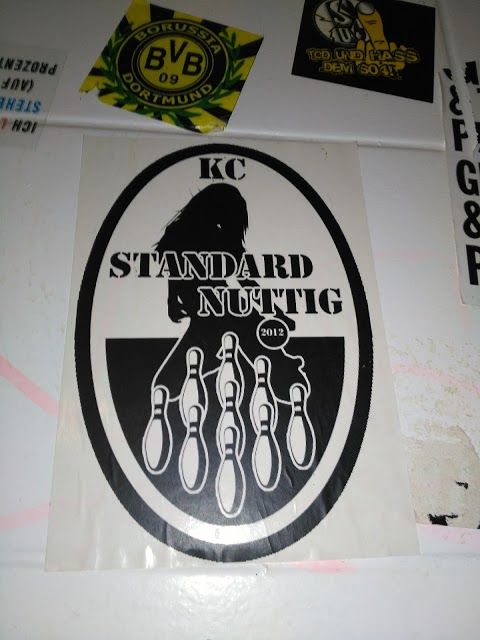 BORUSSIA
BVB
09
DORTMUND
TOD UND HASS
DEM S04!
PROZENT
(AUF
STEHE
ICH
KC
STANDARD
NUTTIG
2012